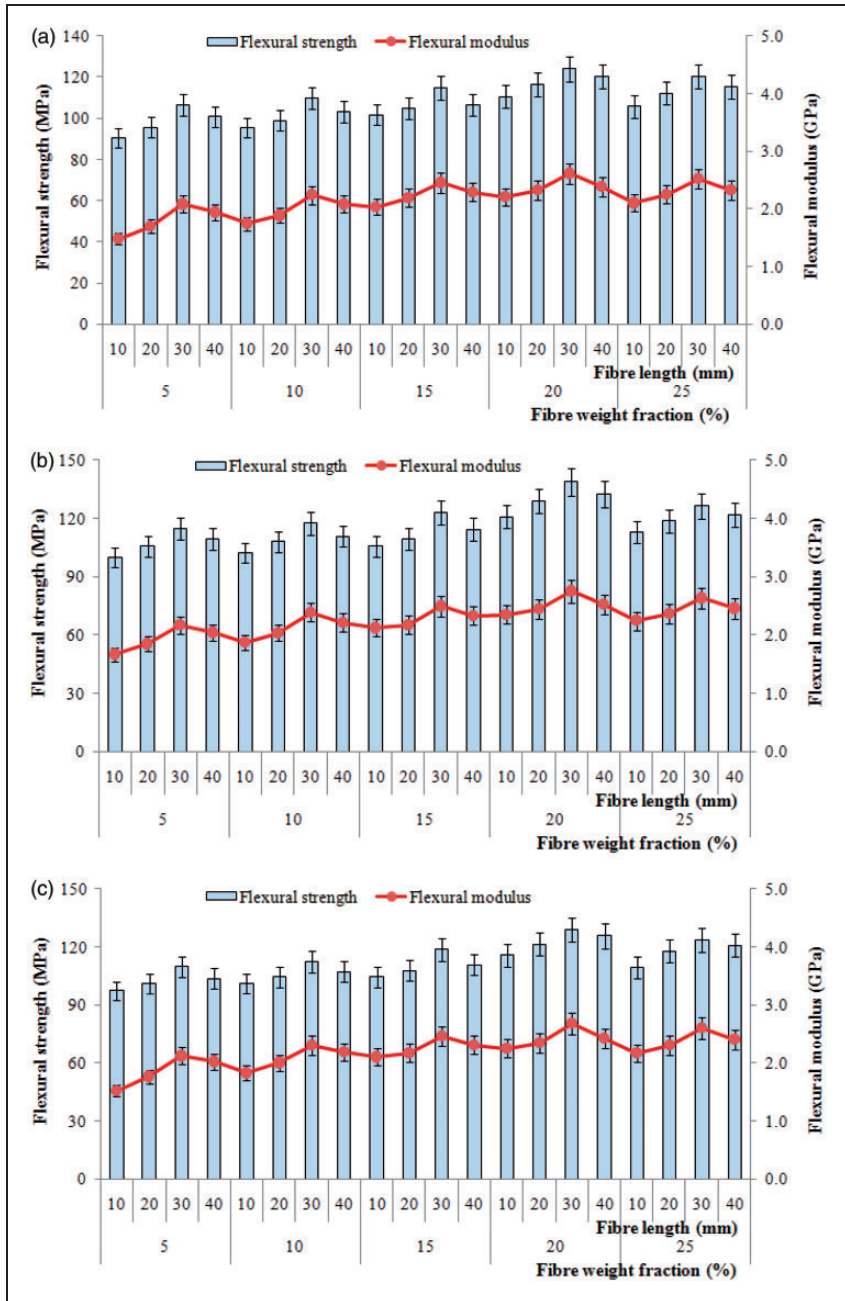 (a)
Flexural strength Flexural modulus
Flexural strength (MPa)
140
120
100
80
60
40
20
0
5.0
4.0
3.0
2.0
1.0
0.0
Flexural modulus (GPa)
10 20 30 40 10 20 30 40 10 20 30 40 10 20 30 40 10 20 30 40
Fibre length (mm)
5 10 15 20 25
Fibre weight fraction (%)
(b)
Flexural strength Flexural modulus
Flexural strength (MPa)
150
120
90
60
30
0
5.0
4.0
3.0
2.0
1.0
0.0
Flexural modulus (GPa)
10 20 30 40 10 20 30 40 10 20 30 40 10 20 30 40 10 20 30 40
Fibre length (mm)
5 10 15 20 25
Fibre weight fraction (%)
(c)
Flexural strength Flexural modulus
Flexural strength (MPa)
150
120
90
60
30
0
5.0
4.0
3.0
2.0
1.0
0.0
Flexural modulus (GPa)
10 20 30 40 10 20 30 40 10 20 30 40 10 20 30 40 10 20 30 40
Fibre length (mm)
5 10 15 20 25
Fibre weight fraction (%)